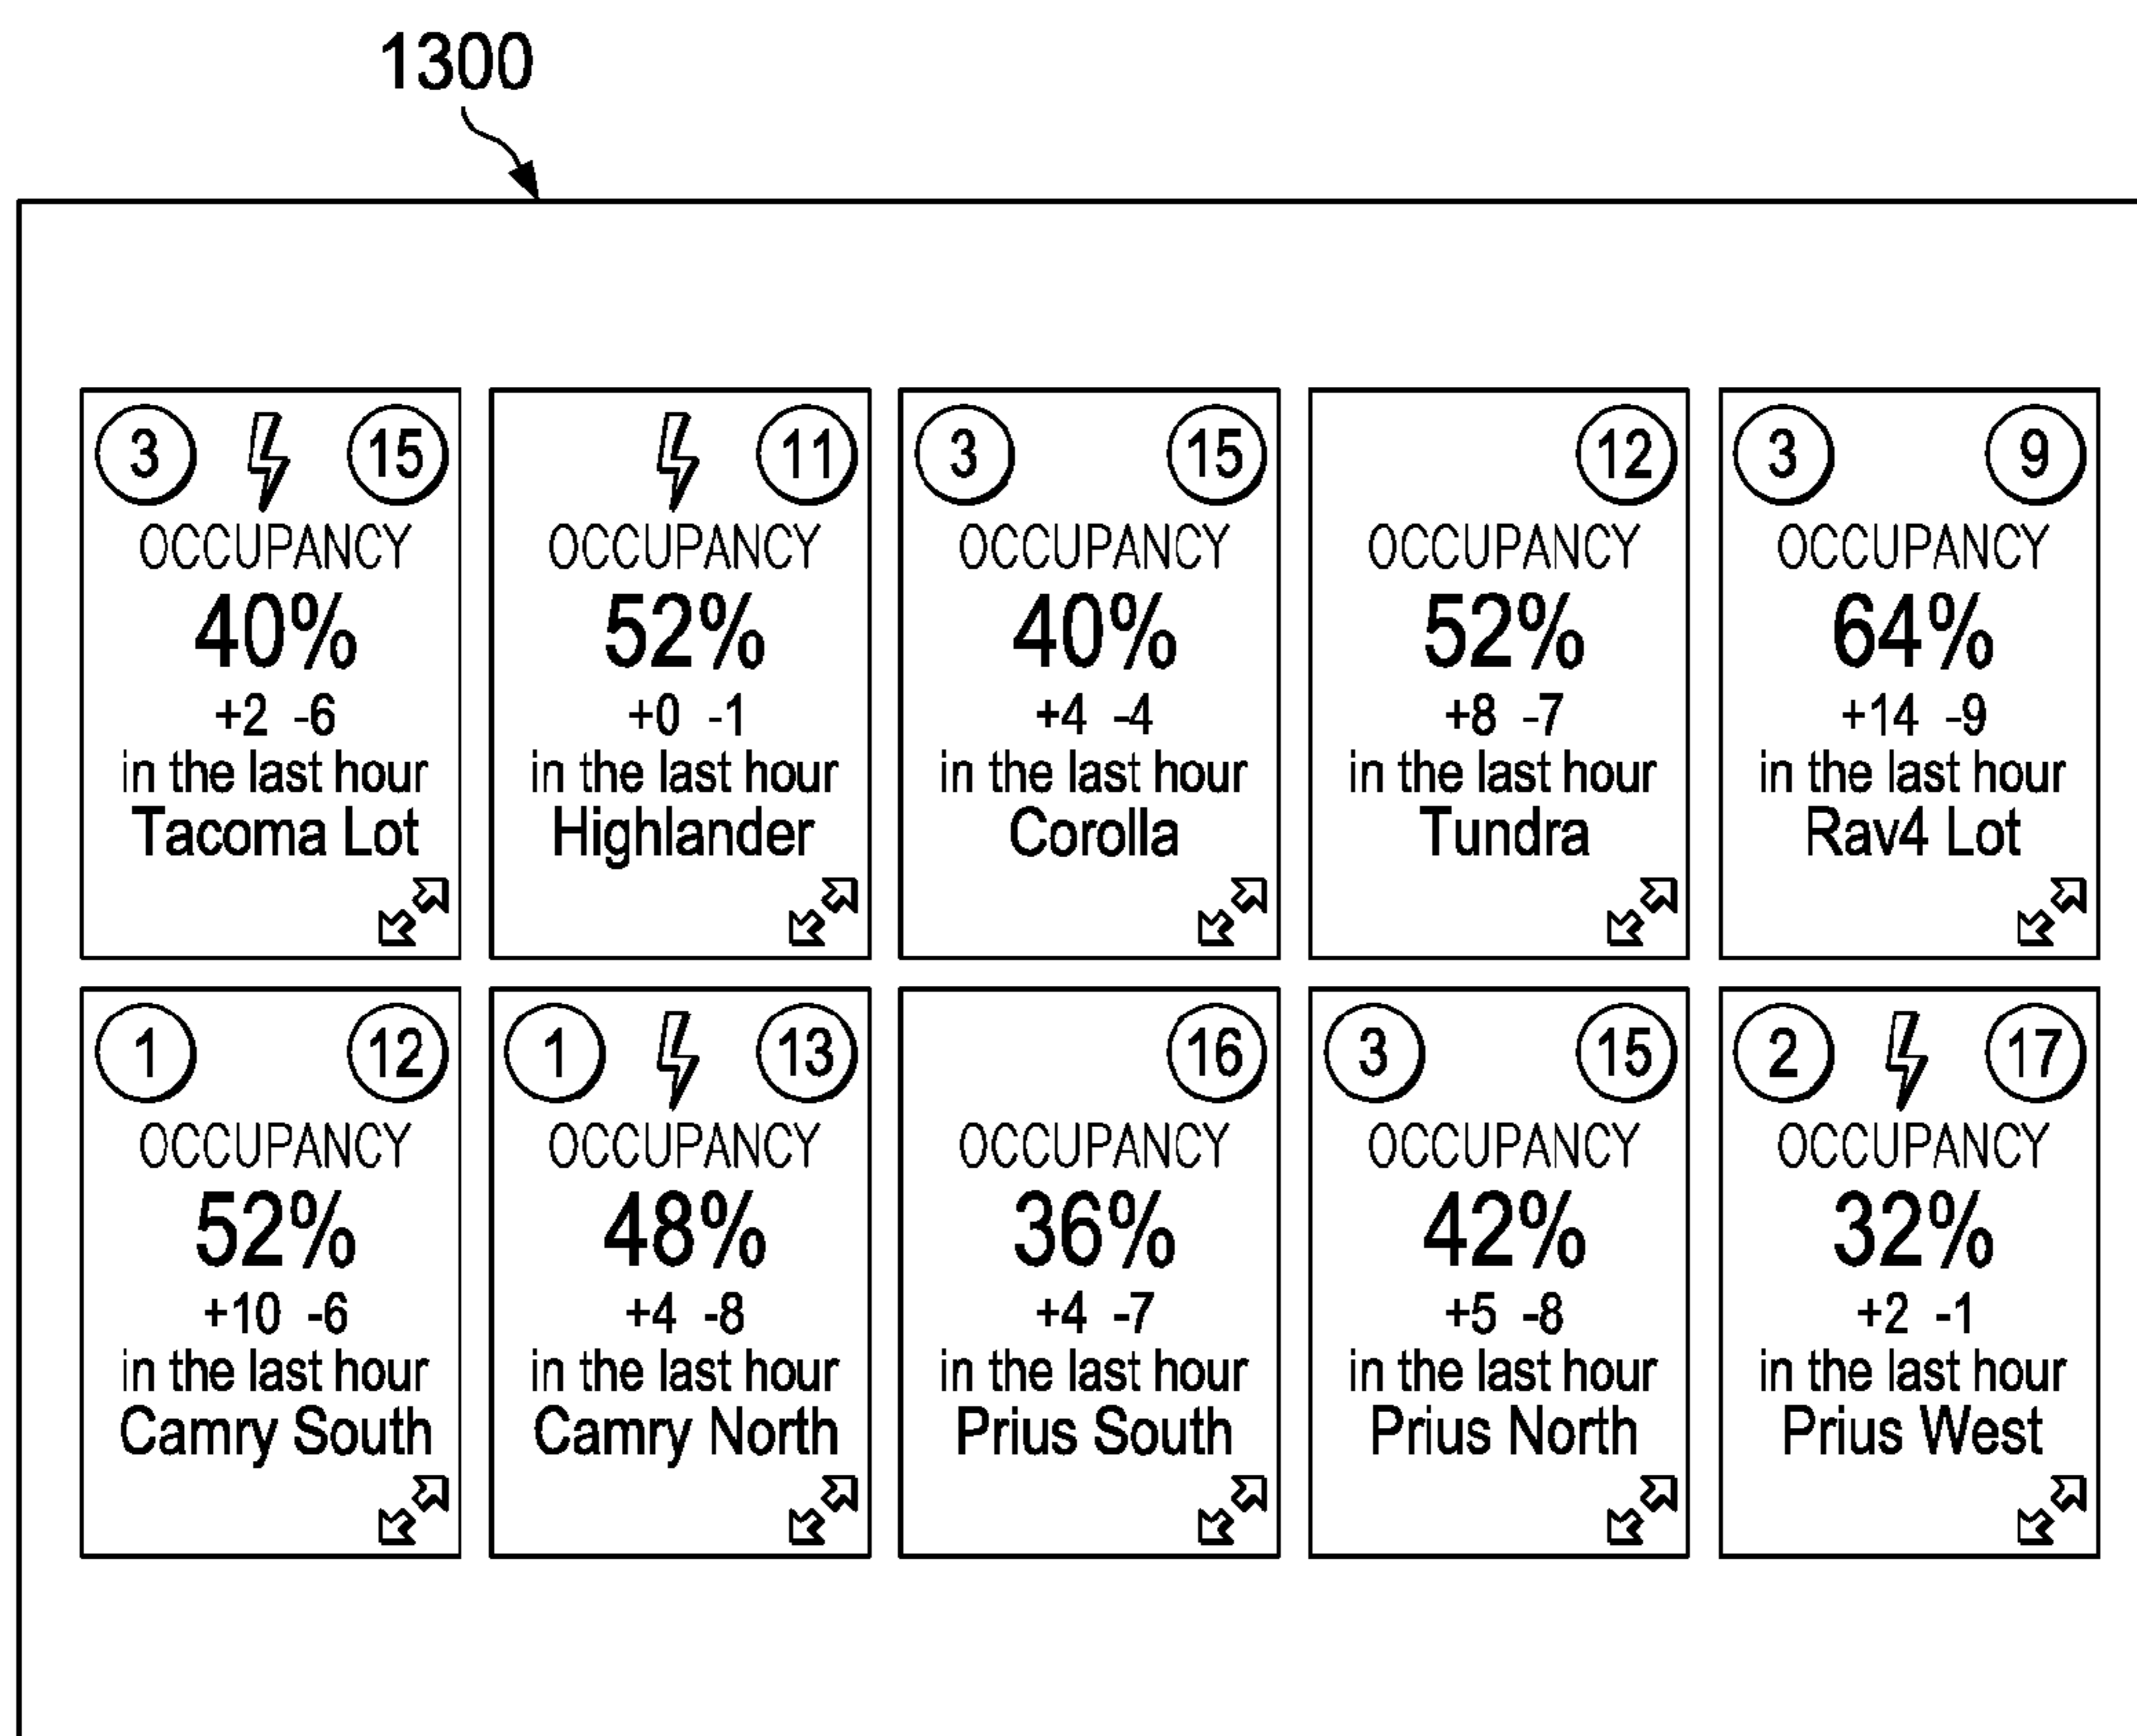 1300
3 15 11 3 15 12 3 9
OCCUPANCY OCCUPANCY OCCUPANCY OCCUPANCY OCCUPANCY
40% 52% 40% 52% 64%
+2 -6 +0 -1 +4 -4 +8 -7 +14 -9
in the last hour in the last hour in the last hour in the last hour in the last hour
Tacoma Lot Highlander Corolla Tundra Rav4 Lot
1 12 1 13 16 3 15 2 17
OCCUPANCY OCCUPANCY OCCUPANCY OCCUPANCY OCCUPANCY
52% 48% 36% 42% 32%
+10 -6 +4 -8 +4 -7 +5 -8 +2 -1
in the last hour in the last hour in the last hour in the last hour in the last hour
Camry South Camry North Prius South Prius North Prius West